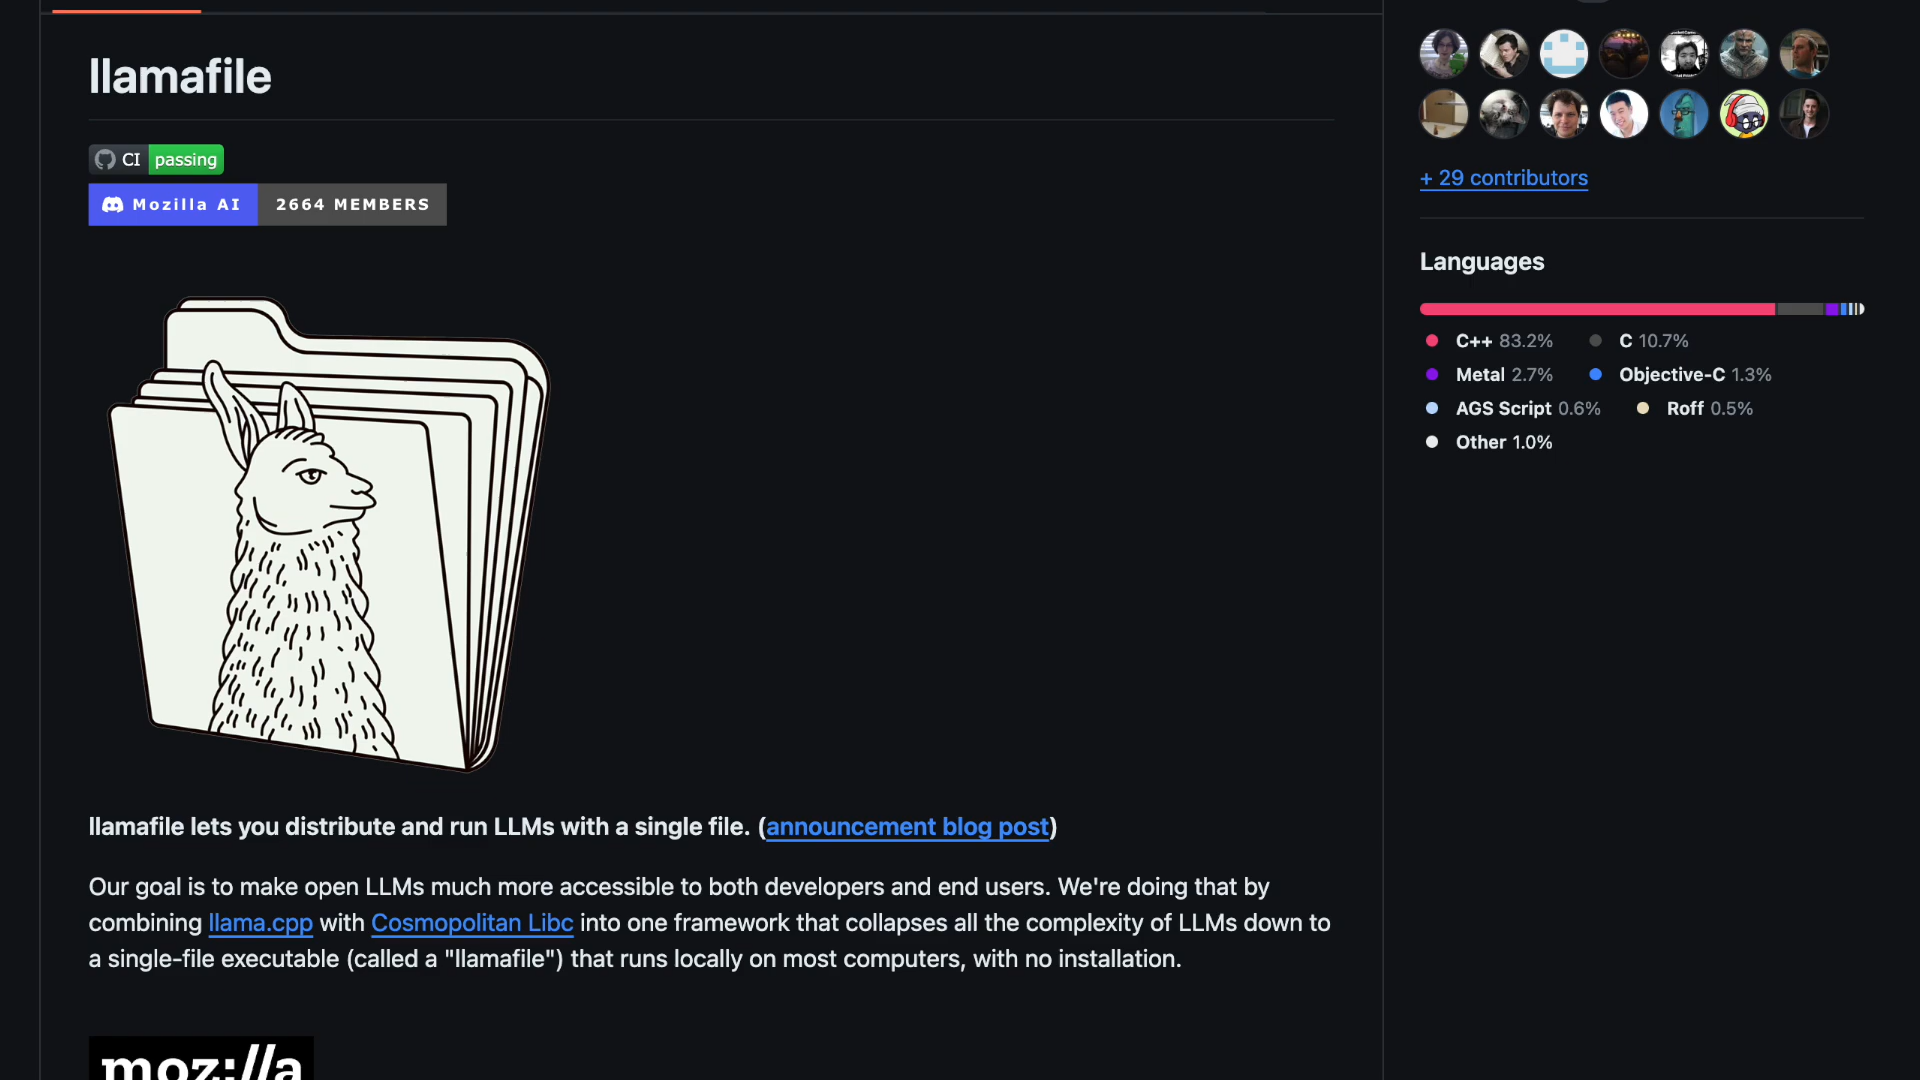 llamafile
CI passing
Mozilla AI 2664 MEMBERS
llamafile lets you distribute and run LLMs with a single file. (announcement blog post)
Our goal is to make open LLMs much more accessible to both developers and end users. We're doing that by
combining llama.cpp with Cosmopolitan Libc into one framework that collapses all the complexity of LLMs down to
a single-file executable (called a "llamafile") that runs locally on most computers, with no installation.
moz://a
+ 29 contributors
Languages
C++ 83.2% C 10.7%
Metal 2.7% Objective-C 1.3%
AGS Script 0.6% Roff 0.5%
Other 1.0%